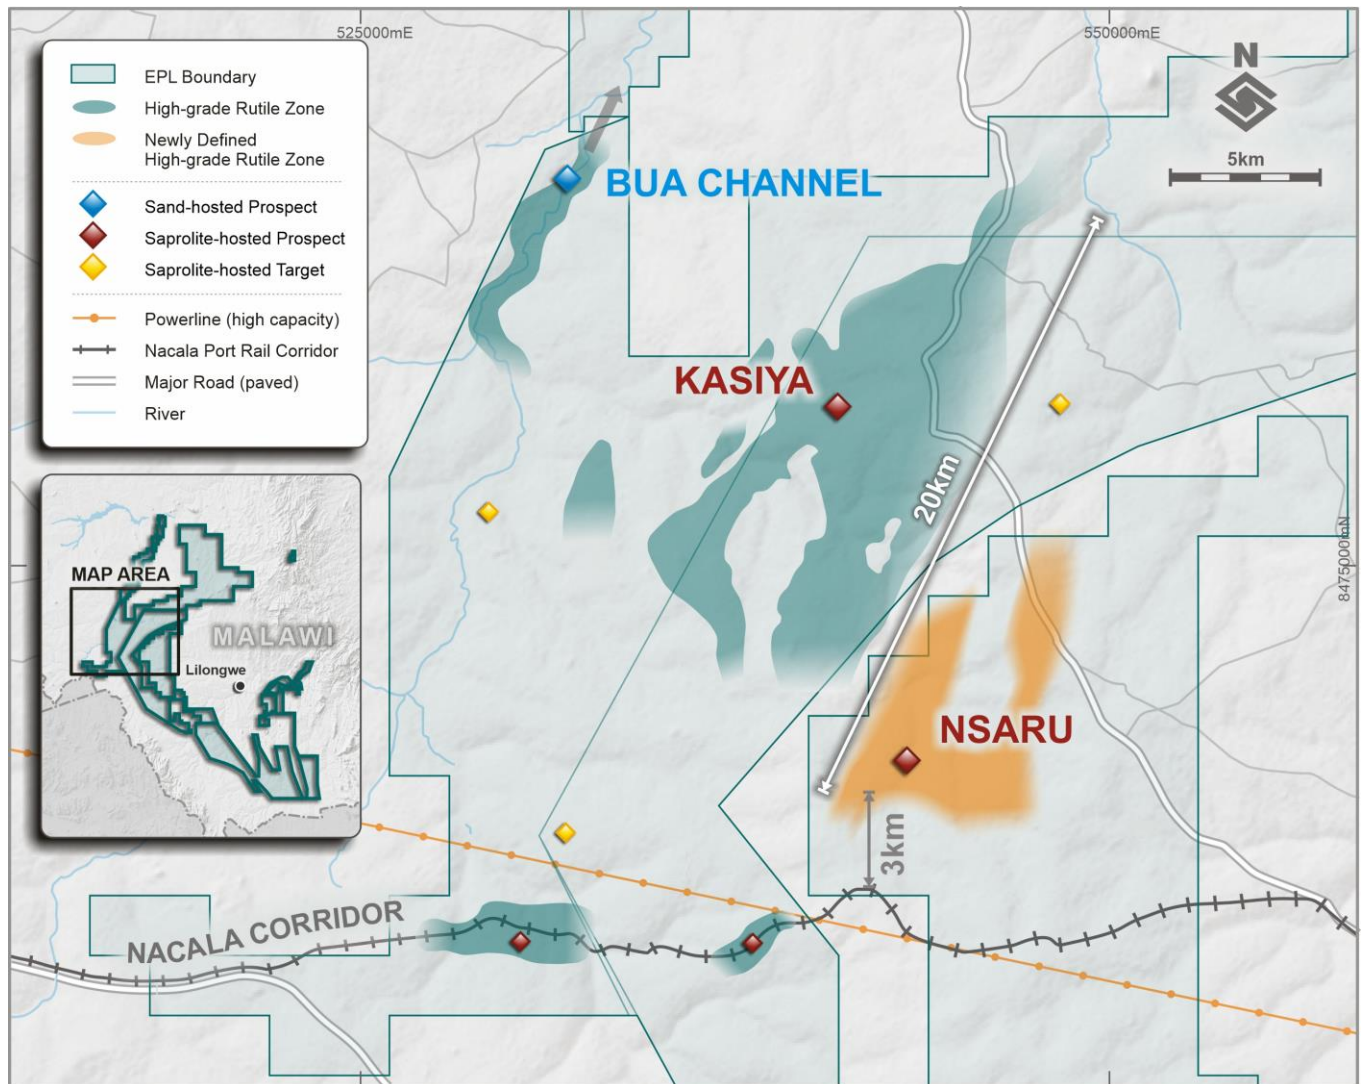 525000mE
550000mE
N
5km
EPL Boundary
High-grade Rutile Zone
Newly Defined
High-grade Rutile Zone
Sand-hosted Prospect
Saprolite-hosted Prospect
Saprolite-hosted Target
Powerline (high capacity)
Nacala Port Rail Corridor
Major Road (paved)
River
BUA CHANNEL
KASIYA
20km
8475000mN
MAP AREA
MALAWI
Lilongwe
NSARU
3km
NACALA CORRIDOR